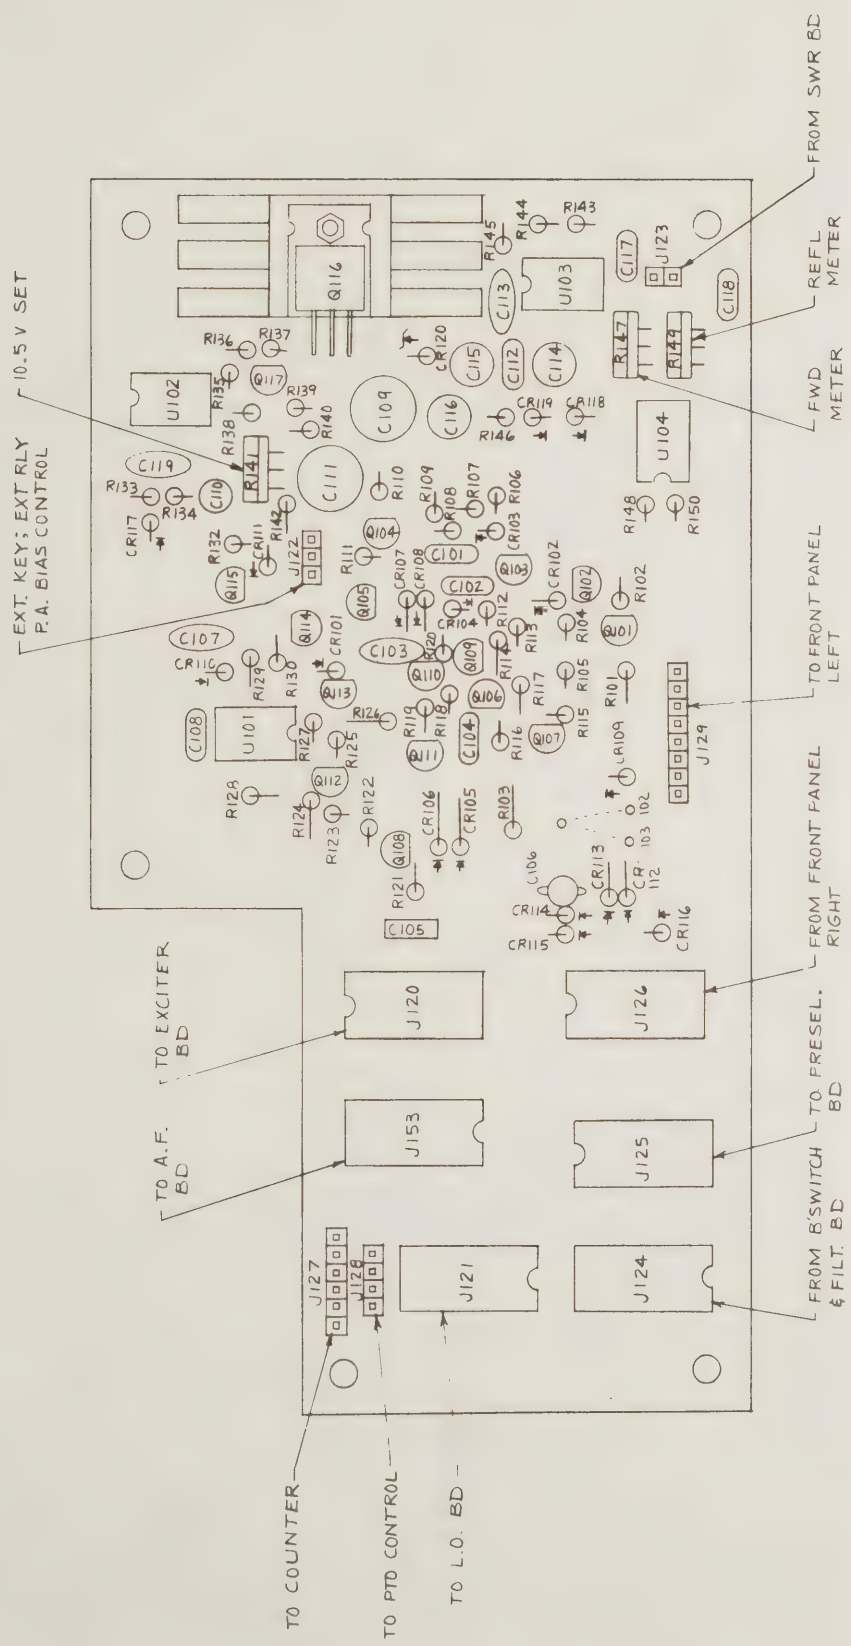 EXT. KEY; EXT RLY
P.A. BIAS CONTROL
10.5 V SET
TO EXCITER
BD
TO A.F.
BD
TO COUNTER
TO PTO CONTROL
TO L.O. BD
FROM B'SWITCH
& FILT. BD
TO PRESEL.
BD
FROM FRONT PANEL
RIGHT
TO FRONT PANEL
LEFT
FWD
METER
REFL
METER
FROM SWR BD
J127
J128
J121
J124
J153
J125
J120
J126
C105
R121
Q108
CR106
CR105
R103
C106
CR114
CR115
CR113
CR
112
CR116
103
102
R128
R124
R123
R122
Q112
C108
U101
R127
R125
R126
R119
R118
Q111
C104
R116
Q107
R115
CR109
J129
CR110
R129
R130
CR101
Q113
C107
Q114
C103
R120
Q110
Q109
Q106
R114
R117
R113
R112
R105
R101
R104
Q101
Q102
R102
CR102
Q103
C102
CR104
CR107
CR108
Q105
R111
Q104
C101
CR103
R106
R107
R108
R109
R110
J122
R142
CR111
Q115
R132
CR117
R133
R134
C110
C119
R141
C111
C109
C116
R140
R139
R138
R135
Q117
R136
R137
U102
Q116
CR120
C115
C112
C114
C113
R146
CR119
CR118
R145
R144
R143
U103
C117
J123
C118
R147
R149
U104
R148
R150